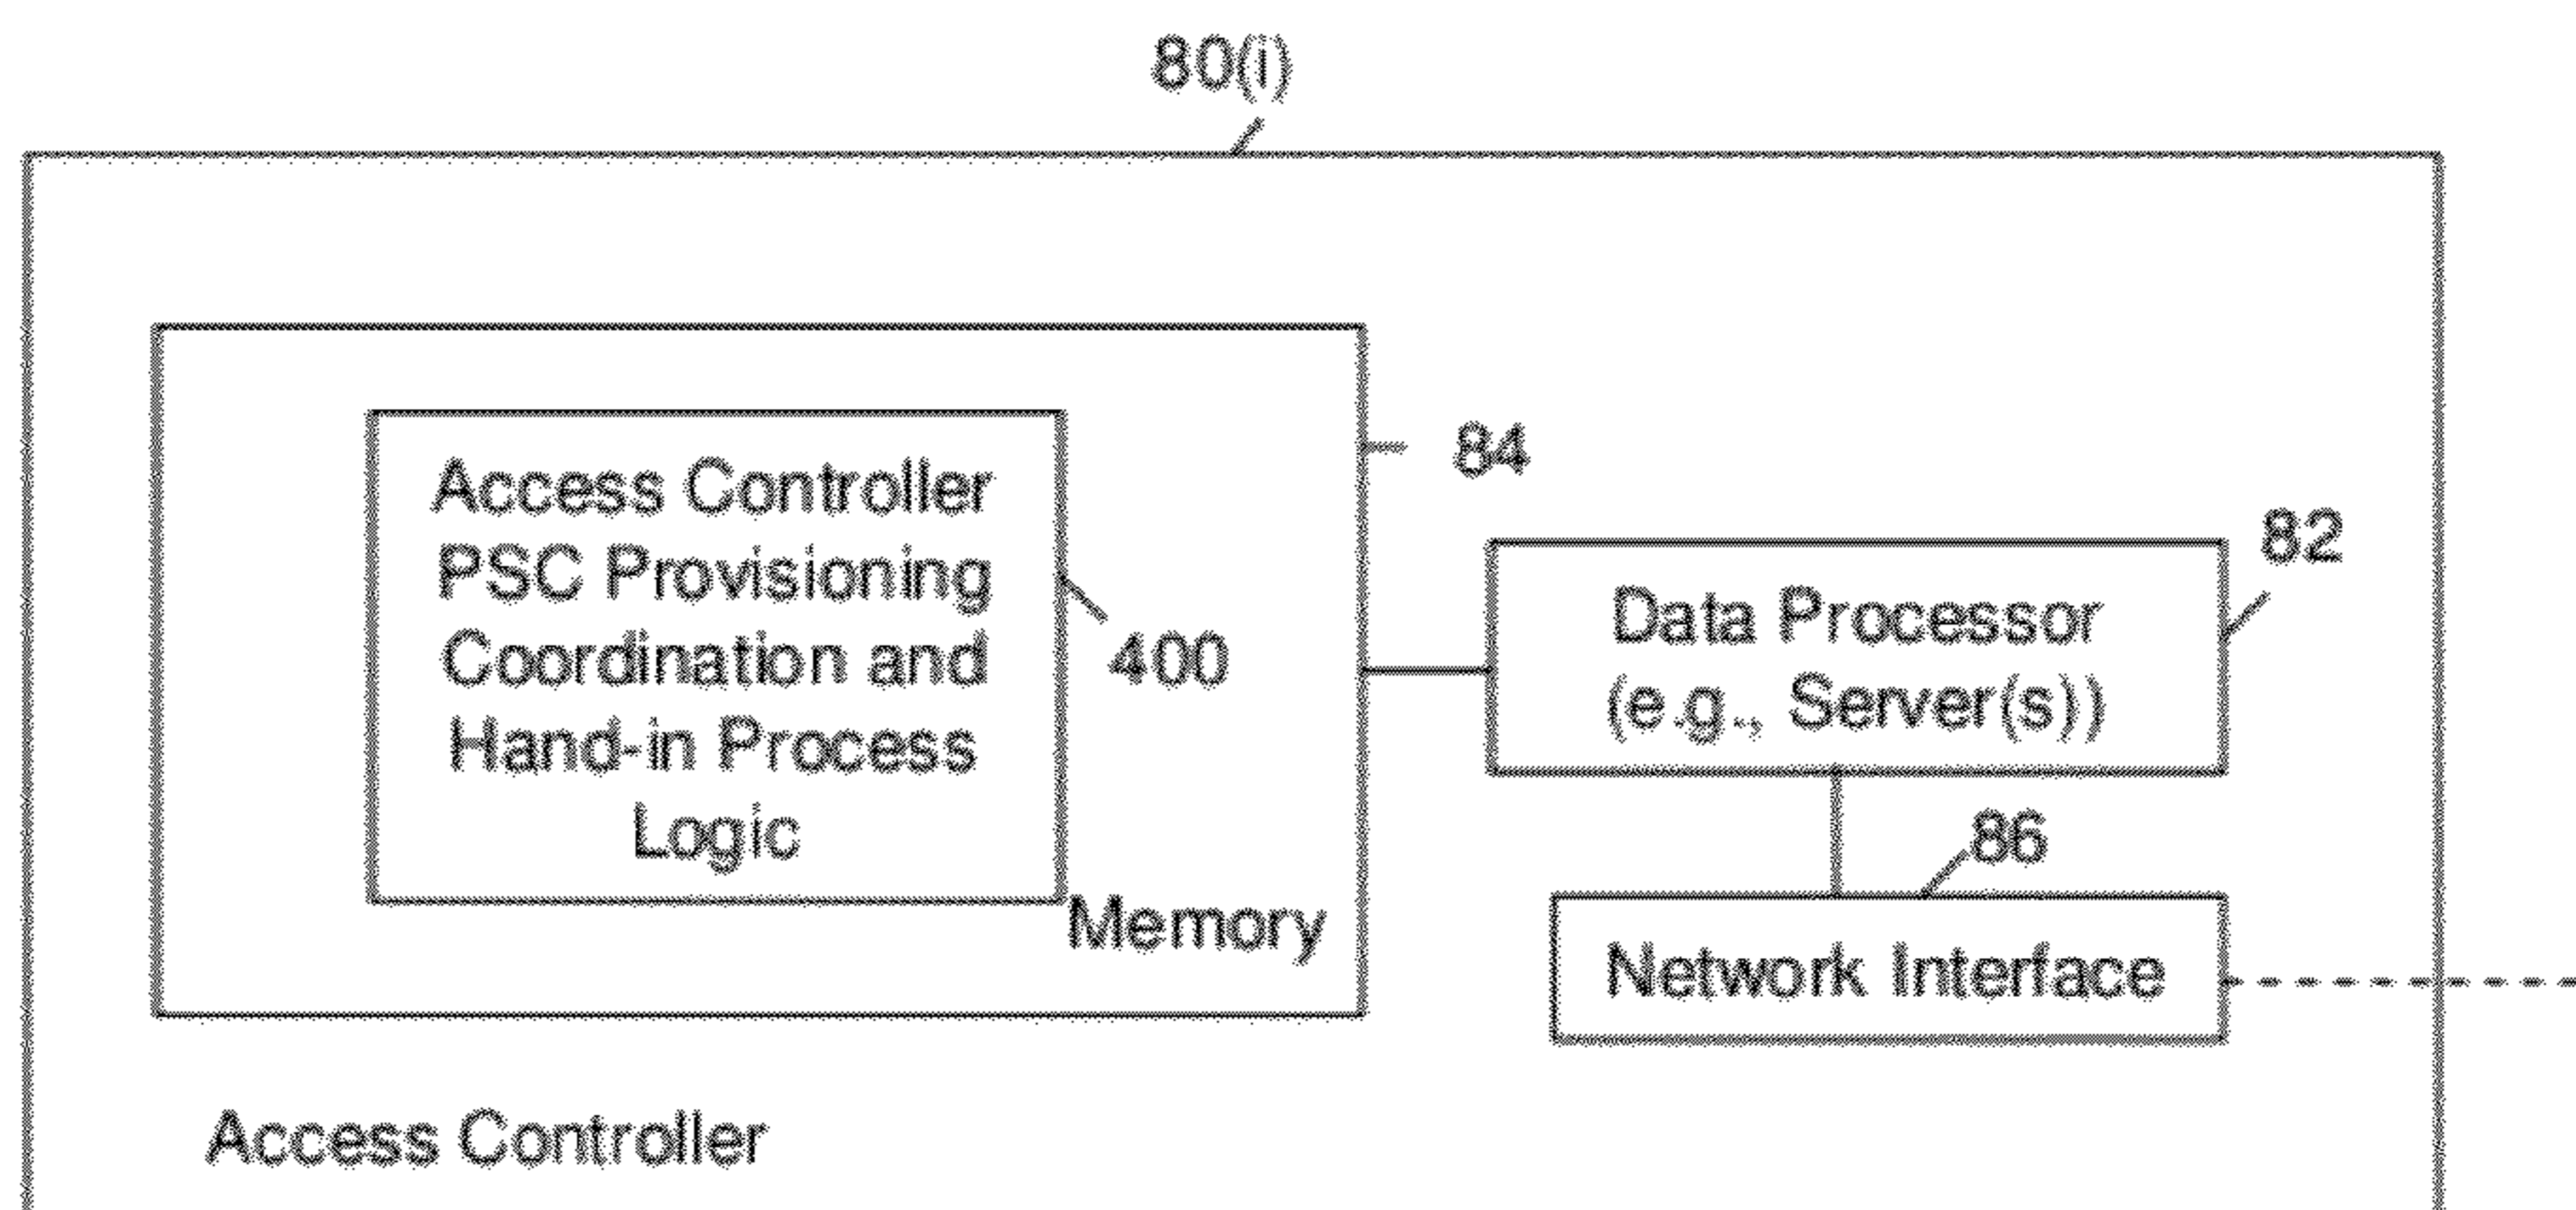 80(i)
Access Controller
PSC Provisioning
Coordination and
Hand-in Process
Logic
400
Memory
84
Data Processor
(e.g., Server(s))
82
86
Network Interface
Access Controller